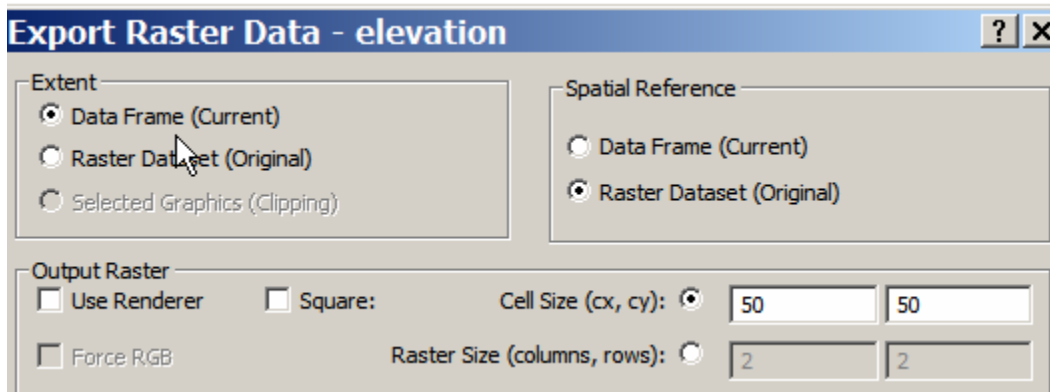 Export Raster Data - elevation ? X
Extent
Data Frame (Current)
Raster Dataset (Original)
Selected Graphics (Clipping)
Spatial Reference
Data Frame (Current)
Raster Dataset (Original)
Output Raster
Use Renderer Square: Cell Size (cx, cy): 50 50
Force RGB Raster Size (columns, rows): 2 2